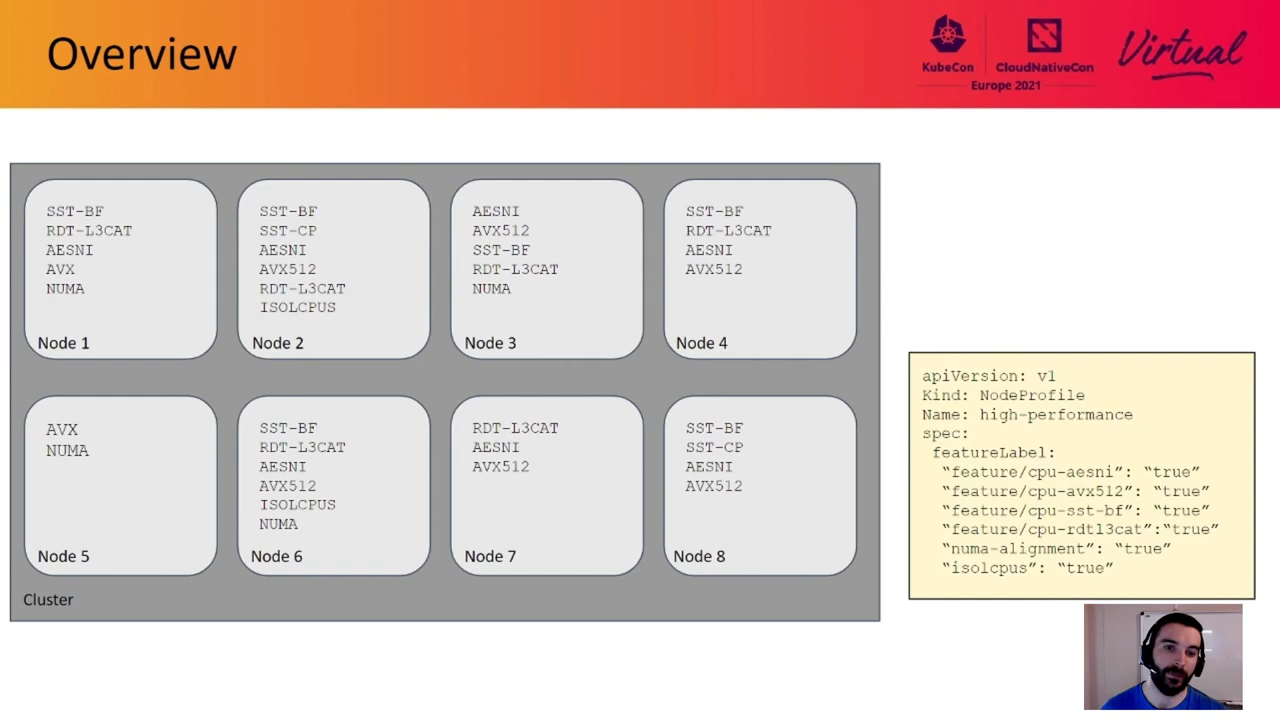 Overview
KubeCon
CloudNativeCon
Europe 2021
Virtual
SST-BF
RDT-L3CAT
AESNI
AVX
NUMA
Node 1
SST-BF
SST-CP
AESNI
AVX512
RDT-L3CAT
ISOLCPUS
Node 2
AESNI
AVX512
SST-BF
RDT-L3CAT
NUMA
Node 3
SST-BF
RDT-L3CAT
AESNI
AVX512
Node 4
AVX
NUMA
Node 5
SST-BF
RDT-L3CAT
AESNI
AVX512
ISOLCPUS
NUMA
Node 6
RDT-L3CAT
AESNI
AVX512
Node 7
SST-BF
SST-CP
AESNI
AVX512
Node 8
Cluster
apiVersion: v1
Kind: NodeProfile
Name: high-performance
spec:
featureLabel:
“feature/cpu-aesni”: “true”
“feature/cpu-avx512”: “true”
“feature/cpu-sst-bf”: “true”
“feature/cpu-rdtl3cat”:“true”
“numa-alignment”: “true”
“isolcpus”: “true”